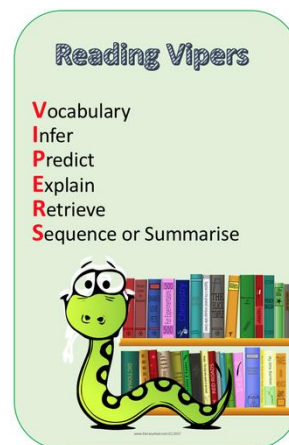 Reading Vipers
Vocabulary
Infer
Predict
Explain
Retrieve
Sequence or Summarise